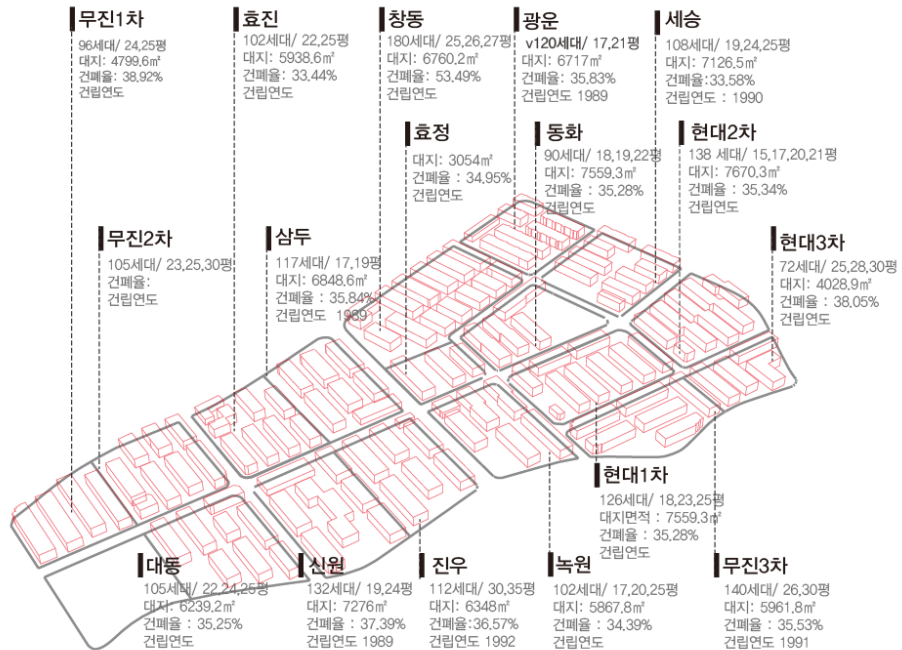 무진1차
96세대/ 24,25평
대지: 4799.6㎡
건폐율: 38,92%
건립연도
효진
102세대/ 22,25평
대지: 5938.6㎡
건폐율: 33,44%
건립연도
창동
180세대/ 25,26,27평
대지: 6760.2㎡
건폐율 : 53,49%
건립연도
광운
v120세대/ 17,21평
대지: 6717㎡
건폐율 : 35,83%
건립연도 1989
세승
108세대/ 19,24,25평
대지: 7126.5㎡
건폐율:33.58%
건립연도 : 1990
효정
대지: 3054㎡
건폐율 : 34,95%
건립연도
동화
90세대/ 18,19,22평
대지: 7559.3㎡
건폐율 : 35,28%
건립연도
현대2차
138 세대/ 15,17,20,21평
대지: 7670.3㎡
건폐율 : 35,34%
건립연도
무진2차
105세대/ 23,25,30평
건폐율:
건립연도
삼두
117세대/ 17,19평
대지: 6848.6㎡
건폐율 : 35.84%
건립연도 1989
현대3차
72세대/ 25,28,30평
대지: 4028,9㎡
건폐율 : 38,05%
건립연도
현대1차
126세대/ 18,23,25평
대지면적 : 7559.3㎡
건폐율 : 35,28%
건립연도
대동
105세대/ 22,24,25평
대지: 6239,2㎡
건폐율 : 35,25%
건립연도
신원
132세대/ 19,24평
대지: 7276㎡
건폐율 : 37,39%
건립연도 1989
진우
112세대/ 30,35평
대지: 6348㎡
건폐율:36,57%
건립연도 1992
녹원
102세대/ 17,20,25평
대지: 5867.8㎡
건폐율 : 34,39%
건립연도
무진3차
140세대/ 26,30평
대지: 5961.8㎡
건폐율 : 35,53%
건립연도 1991